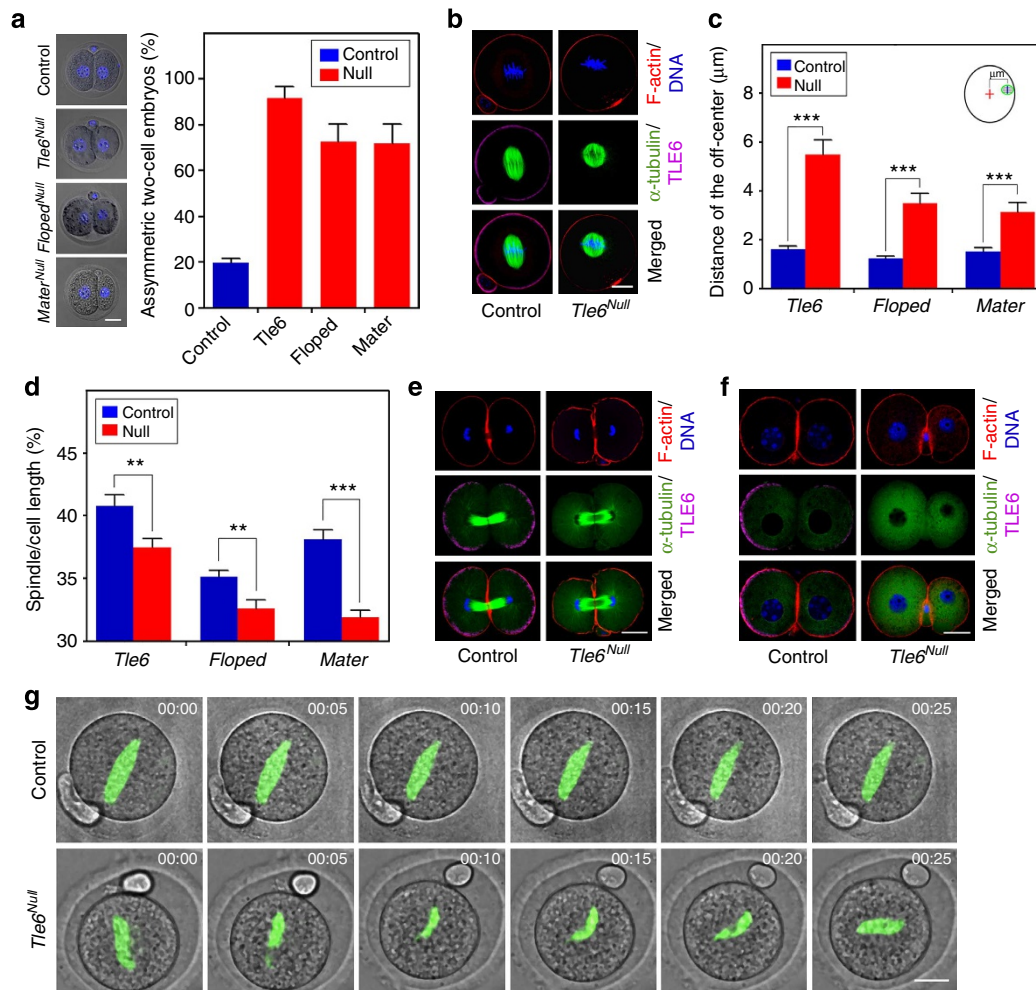 a
Control
Tle6Null
FlopedNull
MaterNull
Assymmetric two-cell embryos (%)
100
80
60
40
20
0
Control
Null
Control
Tle6
Floped
Mater
b
F-actin/
DNA
α-tubulin/
TLE6
Merged
Control
Tle6Null
c
Distance of the off-center (μm)
8
6
4
2
0
Control
Null
μm
***
***
***
Tle6
Floped
Mater
d
Spindle/cell length (%)
45
40
35
30
Control
Null
**
**
***
Tle6
Floped
Mater
e
F-actin/
DNA
α-tubulin/
TLE6
Merged
Control
Tle6Null
f
F-actin/
DNA
α-tubulin/
TLE6
Merged
Control
Tle6Null
g
Control
00:00
00:05
00:10
00:15
00:20
00:25
Tle6Null
00:00
00:05
00:10
00:15
00:20
00:25